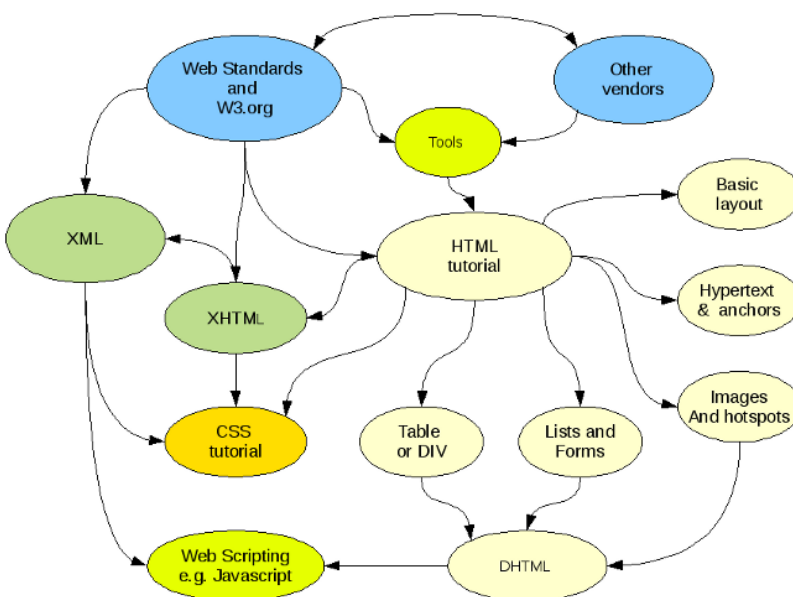 Web Standards
and
W3.org
Other
vendors
Tools
Basic
layout
XML
HTML
tutorial
XHTML
Hypertext
& anchors
Images
And hotspots
CSS
tutorial
Table
or DIV
Lists and
Forms
Web Scripting
e.g. Javascript
DHTML